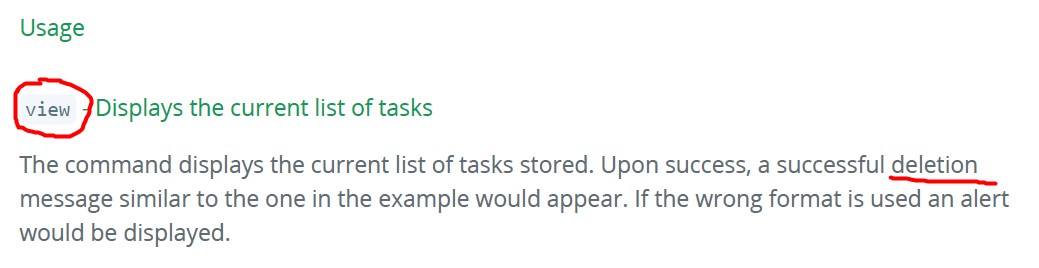 Usage
view - Displays the current list of tasks
The command displays the current list of tasks stored. Upon success, a successful deletion
message similar to the one in the example would appear. If the wrong format is used an alert
would be displayed.